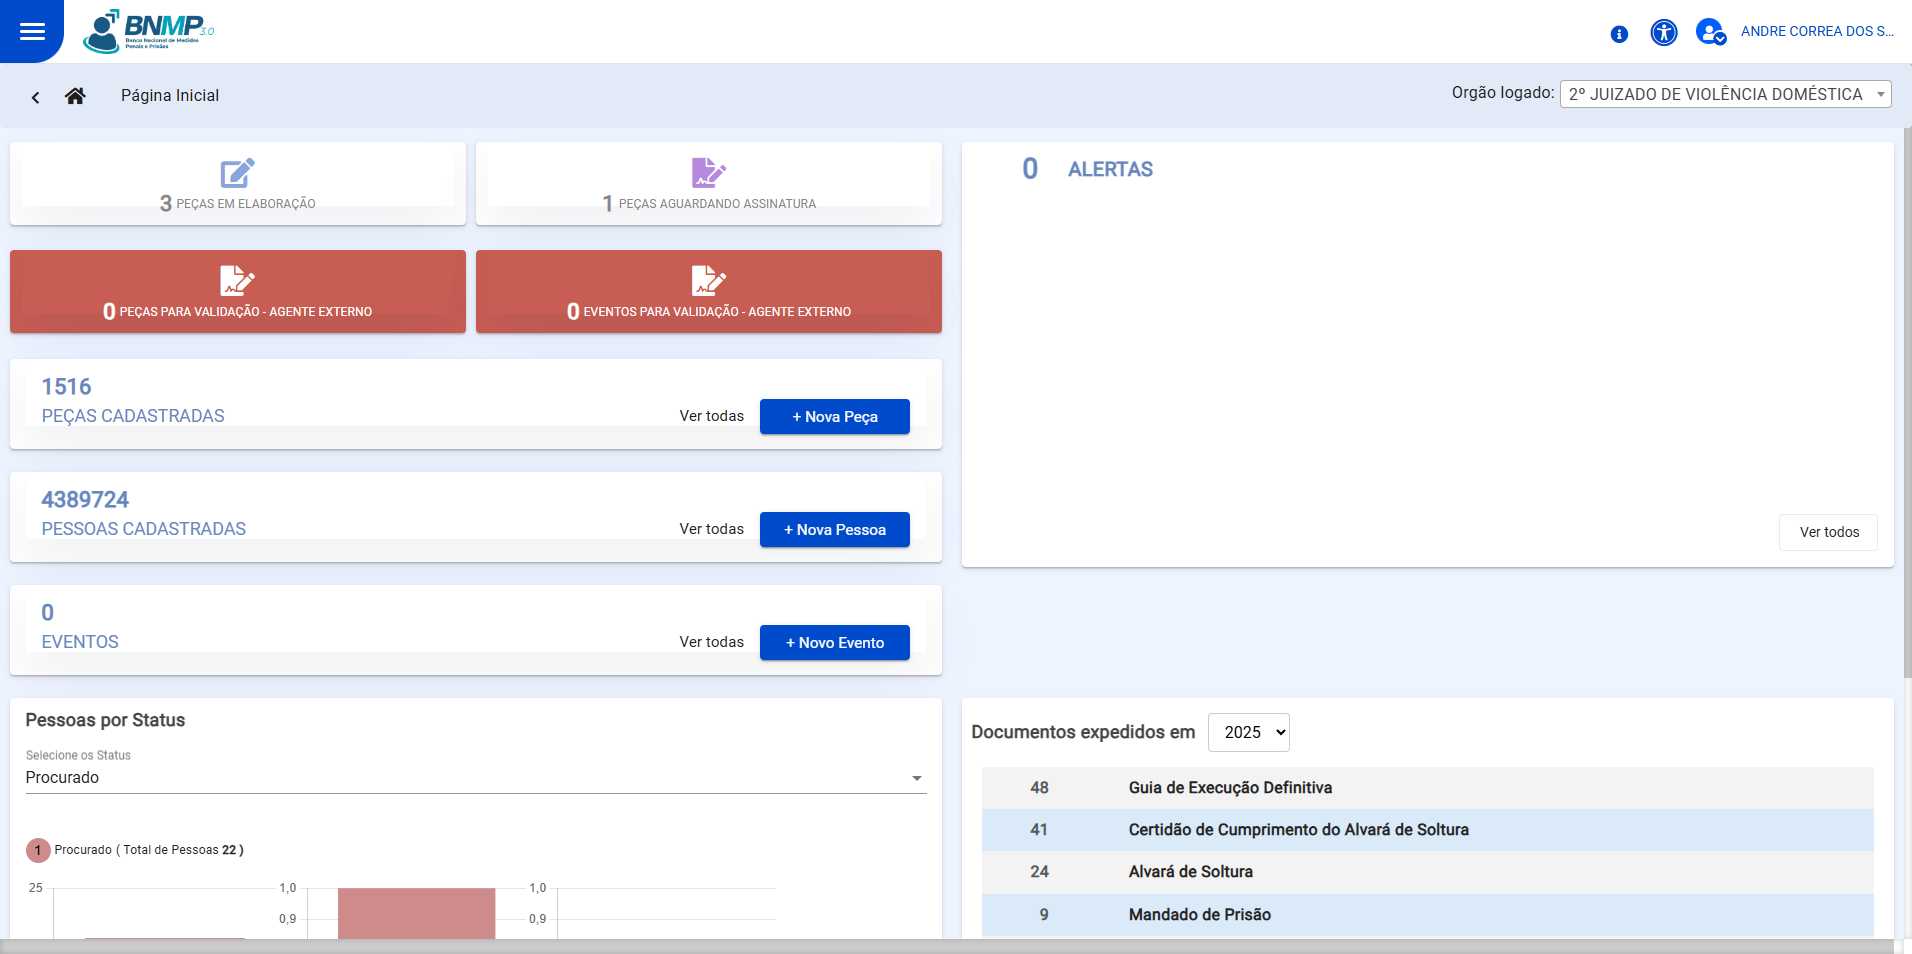 BNMP 3.0
Banco Nacional de Medidas
Penais e Prisões
ANDRE CORREA DOS S...
Página Inicial
Orgão logado: 2º JUIZADO DE VIOLÊNCIA DOMÉSTICA
3 PEÇAS EM ELABORAÇÃO
1 PEÇAS AGUARDANDO ASSINATURA
0 PEÇAS PARA VALIDAÇÃO - AGENTE EXTERNO
0 EVENTOS PARA VALIDAÇÃO - AGENTE EXTERNO
1516
PEÇAS CADASTRADAS
Ver todas
+ Nova Peça
4389724
PESSOAS CADASTRADAS
Ver todas
+ Nova Pessoa
0
EVENTOS
Ver todas
+ Novo Evento
0 ALERTAS
Ver todos
Pessoas por Status
Selecione os Status
Procurado
1 Procurado ( Total de Pessoas 22 )
25
1,0
0,9
1,0
0,9
Documentos expedidos em 2025
48 Guia de Execução Definitiva
41 Certidão de Cumprimento do Alvará de Soltura
24 Alvará de Soltura
9 Mandado de Prisão